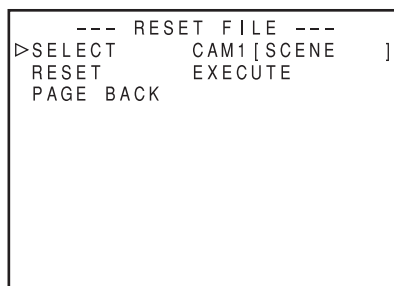 --- RESET FILE ---
▷SELECT CAM1[SCENE ]
RESET EXECUTE
PAGE BACK